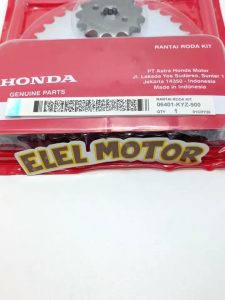 RANTAI RODA KIT
HONDA
GENUINE PARTS
PT Astra Honda Motor
Jl. Laksda Yos Sudarso, Sunter 1
Jakarta 14350 - Indonesia
Made in Indonesia
RANTAI RODA KIT
06401-KYZ-900
QTY. 1
ELEL MOTOR